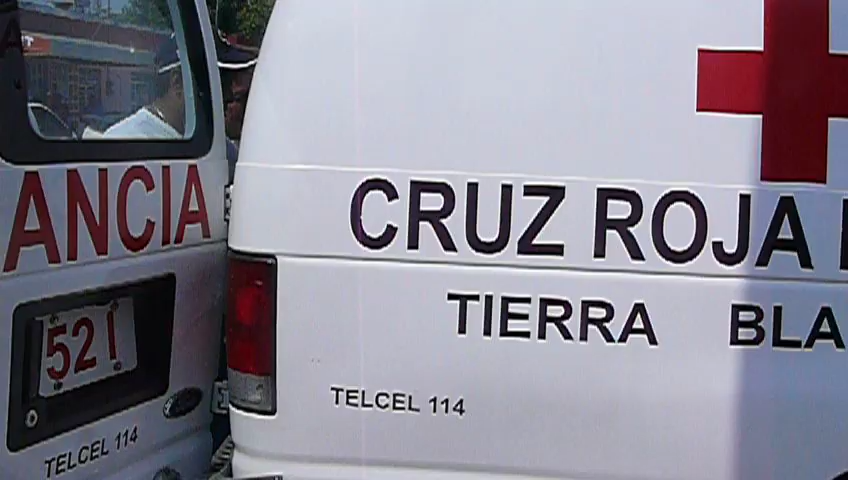 ANCIA
521
TELCEL 114
CRUZ ROJA
TIERRA BLA
TELCEL 114